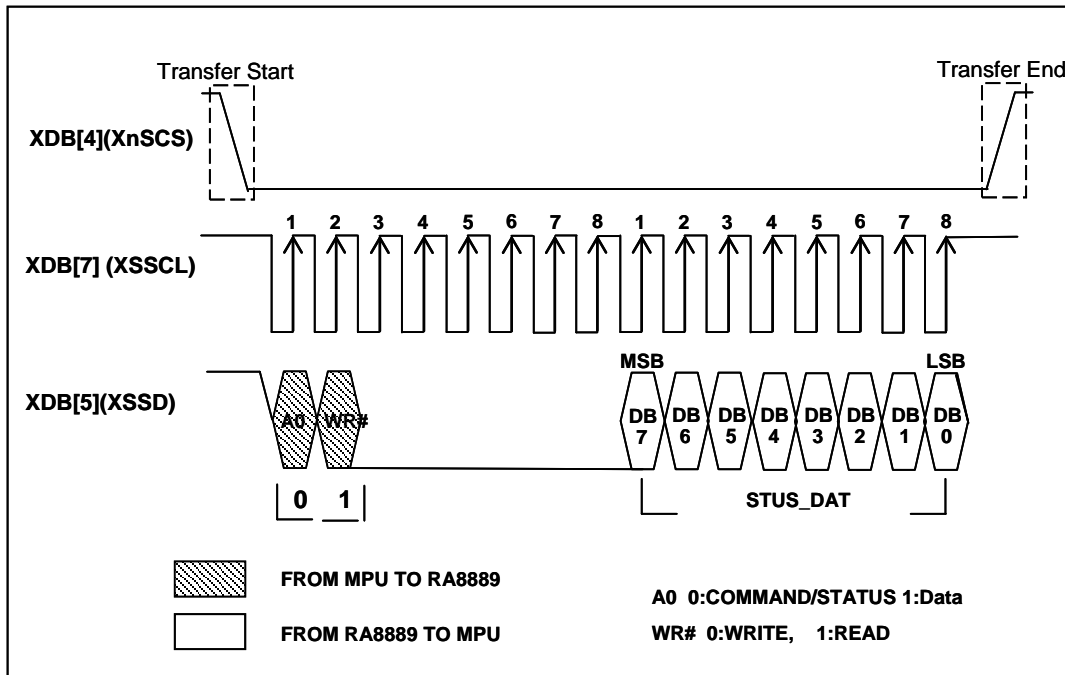 Transfer Start
Transfer End
XDB[4](XnSCS)
1 2 3 4 5 6 7 8 1 2 3 4 5 6 7 8
XDB[7] (XSSCL)
MSB LSB
XDB[5](XSSD)
A0 WR# DB DB DB DB DB DB DB DB
7 6 5 4 3 2 1 0
0 1
STUS_DAT
FROM MPU TO RA8889
A0 0:COMMAND/STATUS 1:Data
FROM RA8889 TO MPU
WR# 0:WRITE, 1:READ